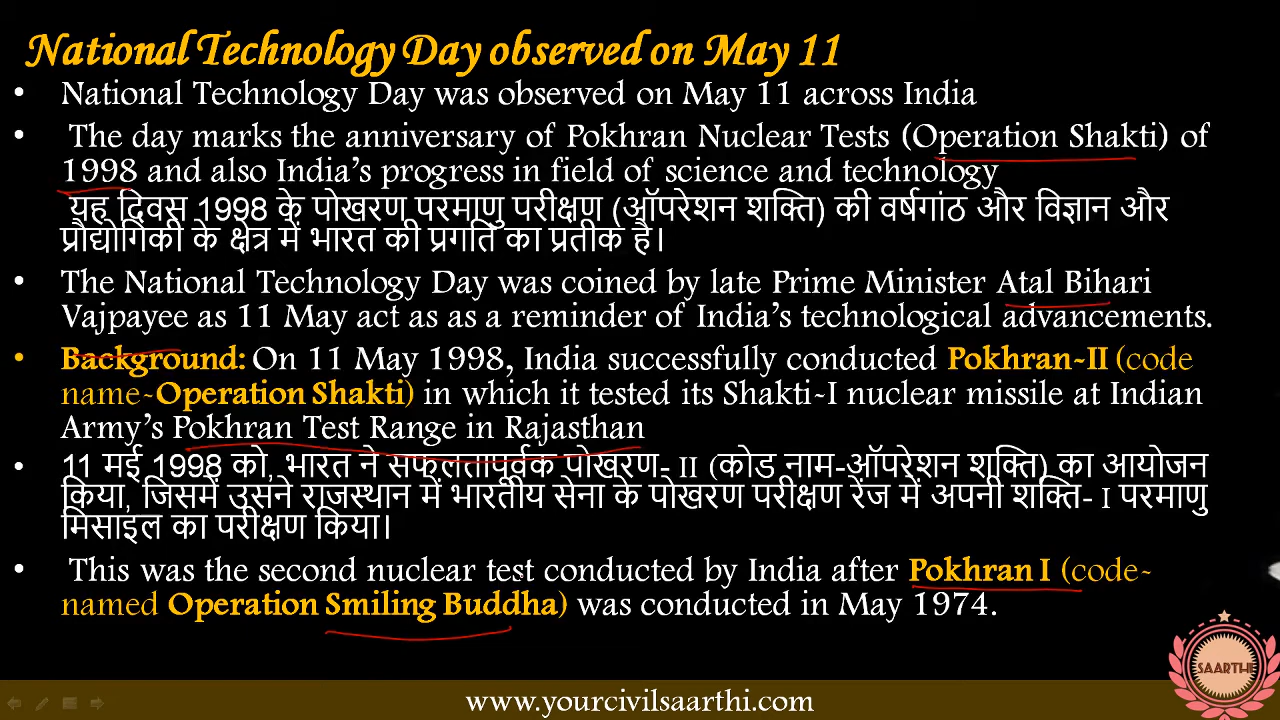 National Technology Day observed on May 11
• National Technology Day was observed on May 11 across India
• The day marks the anniversary of Pokhran Nuclear Tests (Operation Shakti) of
1998 and also India's progress in field of science and technology
यह दिवस 1998 के पोखरण परमाणु परीक्षण (ऑपरेशन शक्ति) की वर्षगांठ और विज्ञान और
प्रौद्योगिकी के क्षेत्र में भारत की प्रगति का प्रतीक है।
• The National Technology Day was coined by late Prime Minister Atal Bihari
Vajpayee as 11 May act as as a reminder of India's technological advancements.
• Background: On 11 May 1998, India successfully conducted Pokhran-II (code
name-Operation Shakti) in which it tested its Shakti-I nuclear missile at Indian
Army's Pokhran Test Range in Rajasthan
• 11 मई 1998 को, भारत ने सफलतापूर्वक पोखरण- II (कोड नाम-ऑपरेशन शक्ति) का आयोजन
किया, जिसमें उसने राजस्थान में भारतीय सेना के पोखरण परीक्षण रेंज में अपनी शक्ति- I परमाणु
मिसाइल का परीक्षण किया।
• This was the second nuclear test conducted by India after Pokhran I (code-
named Operation Smiling Buddha) was conducted in May 1974.
SAARTHI
www.yourcivilsaarthi.com